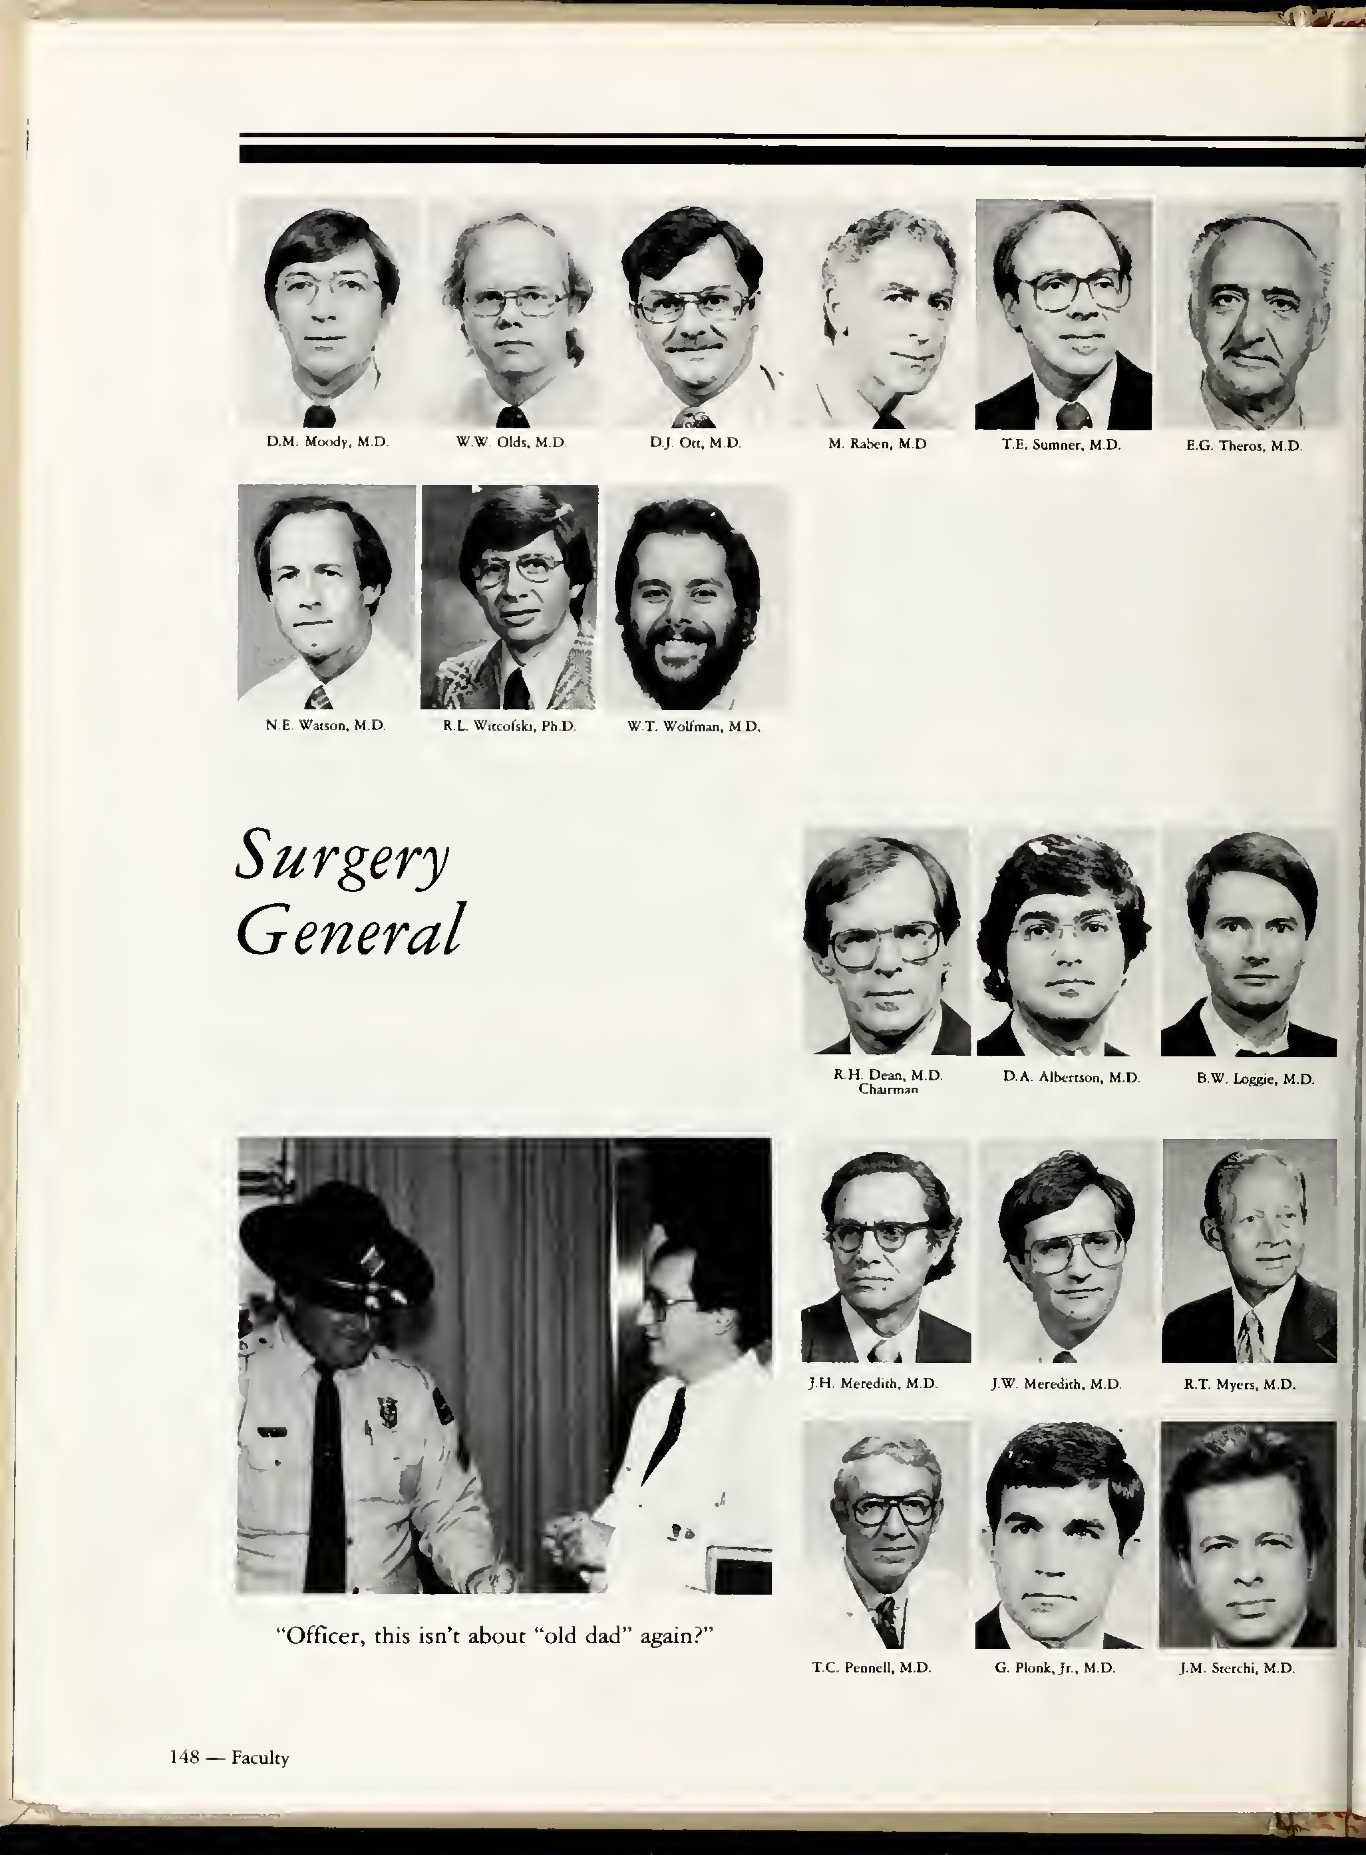 D.M. Moody, M.D.
W.W. Olds, M.D.
D.J. Ott, M.D.
M. Raben, M.D
T.E. Sumner, M.D.
E.G. Theros, M.D.
N.E. Watson, M.D.
R.L. Witcofski, Ph.D.
W.T. Wolfman, M.D.
Surgery
General
R.H. Dean, M.D.
Chairman
D.A. Albertson, M.D.
B.W. Loggie, M.D.
J.H. Meredith, M.D.
J.W. Meredith, M.D.
R.T. Myers, M.D.
T.C. Pennell, M.D.
G. Plonk, Jr., M.D.
J.M. Sterchi, M.D.
"Officer, this isn't about "old dad" again?"
148 — Faculty